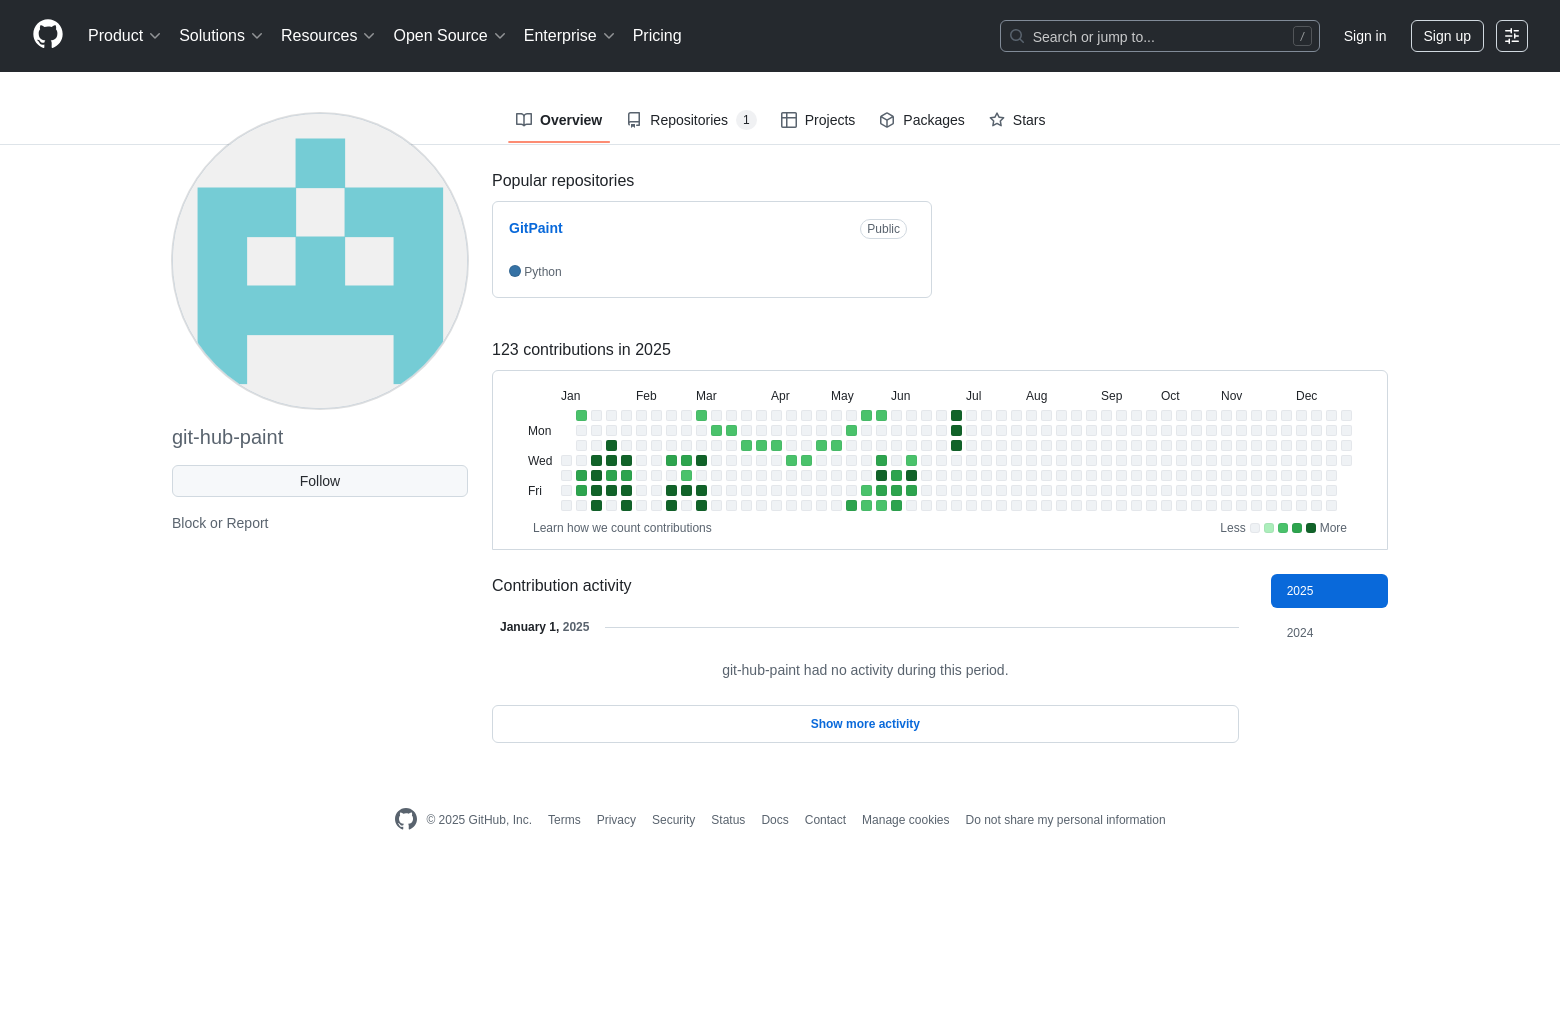 Product Solutions Resources Open Source Enterprise Pricing Search or jump to... / Sign in Sign up
Overview Repositories 1 Projects Packages Stars
git-hub-paint
Follow
Block or Report
Popular repositories
GitPaint Public
Python
123 contributions in 2025
Jan Feb Mar Apr May Jun Jul Aug Sep Oct Nov Dec
Mon
Wed
Fri
Learn how we count contributions Less More
Contribution activity
2025
2024
January 1, 2025
git-hub-paint had no activity during this period.
Show more activity
© 2025 GitHub, Inc. Terms Privacy Security Status Docs Contact Manage cookies Do not share my personal information